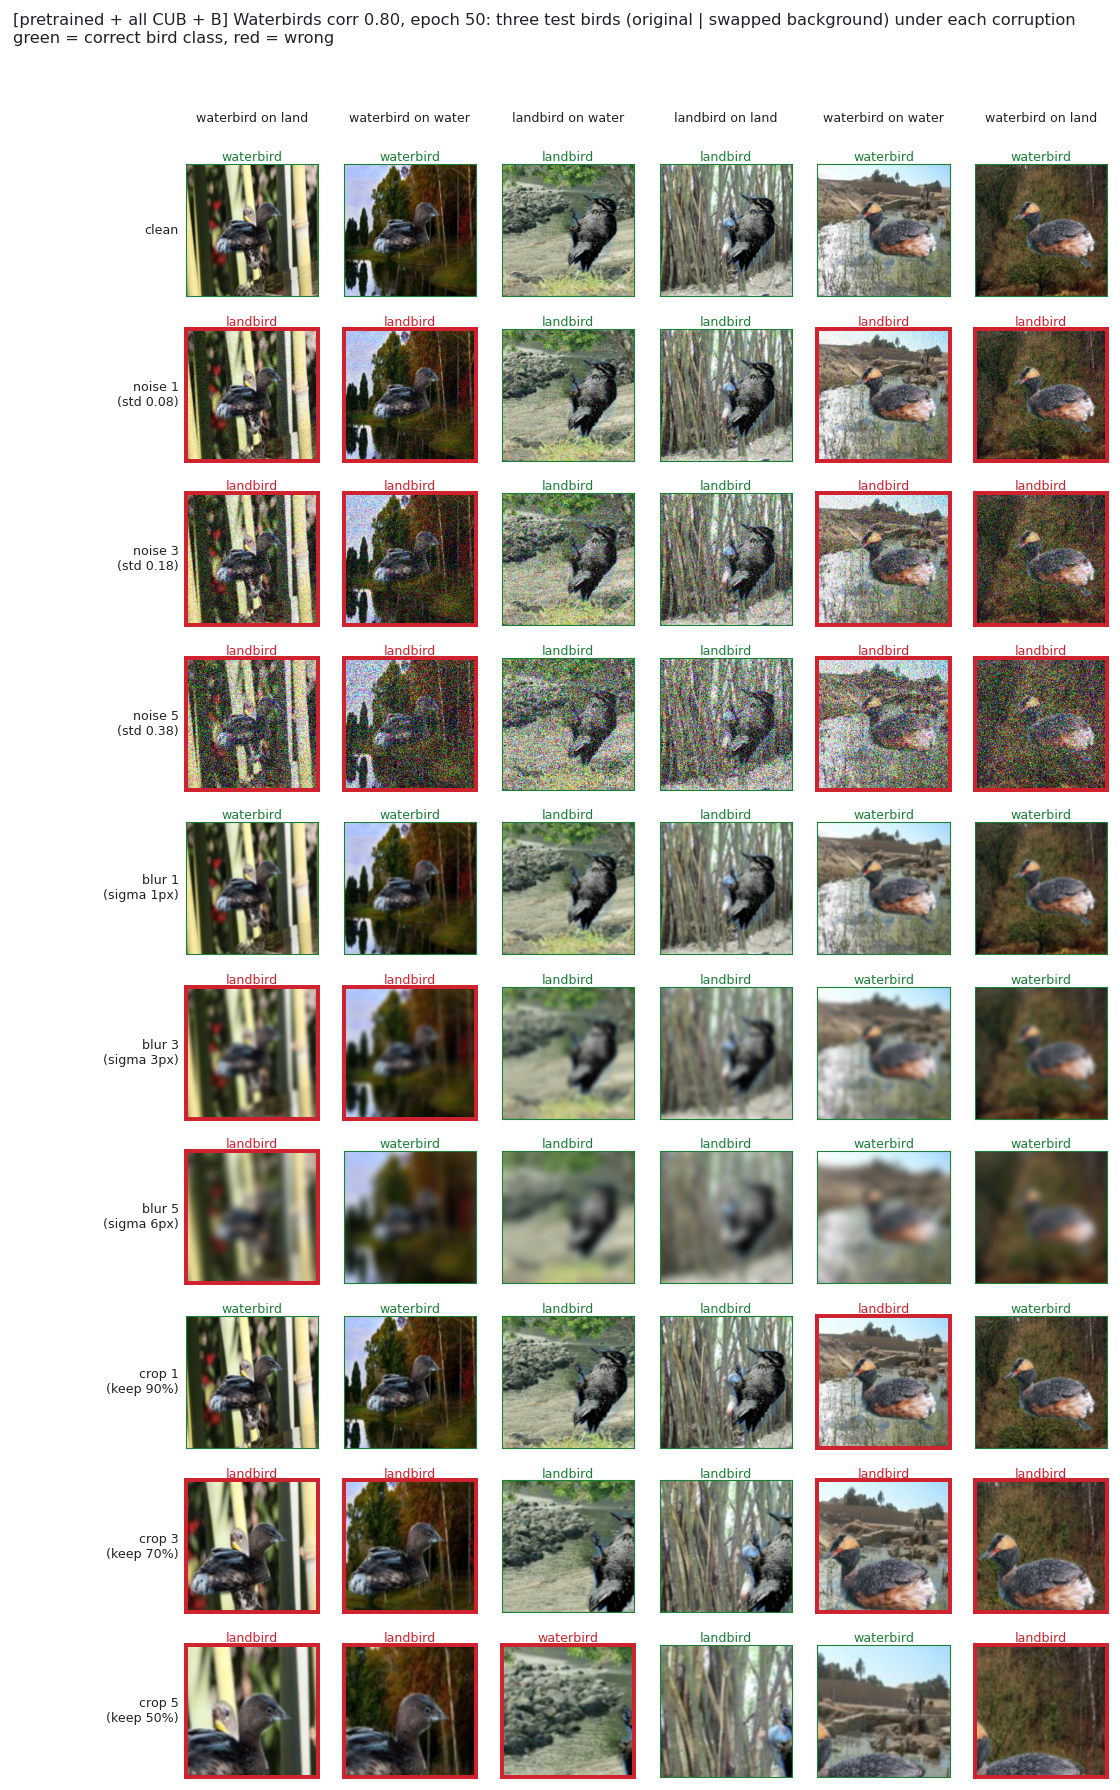 [pretrained + all CUB + B] Waterbirds corr 0.80, epoch 50: three test birds (original | swapped background) under each corruption
green = correct bird class, red = wrong
waterbird on land waterbird on water landbird on water landbird on land waterbird on water waterbird on land
waterbird waterbird landbird landbird waterbird waterbird
clean
landbird landbird landbird landbird landbird landbird
noise 1
(std 0.08)
landbird landbird landbird landbird landbird landbird
noise 3
(std 0.18)
landbird landbird landbird landbird landbird landbird
noise 5
(std 0.38)
waterbird waterbird landbird landbird waterbird waterbird
blur 1
(sigma 1px)
landbird landbird landbird landbird waterbird waterbird
blur 3
(sigma 3px)
landbird waterbird landbird landbird waterbird waterbird
blur 5
(sigma 6px)
waterbird waterbird landbird landbird landbird waterbird
crop 1
(keep 90%)
landbird landbird landbird landbird landbird landbird
crop 3
(keep 70%)
landbird landbird waterbird landbird waterbird landbird
crop 5
(keep 50%)